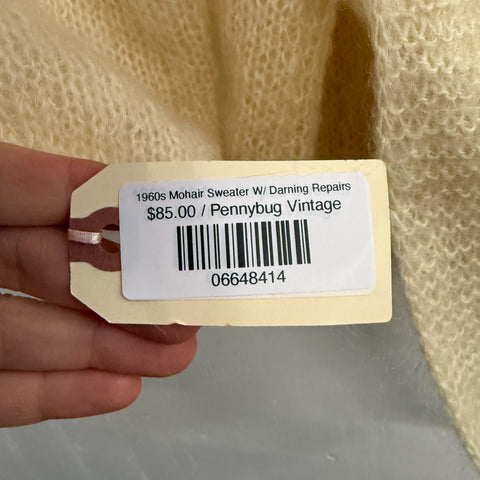 1960s Mohair Sweater W/ Darning Repairs
$85.00 / Pennybug Vintage
06648414